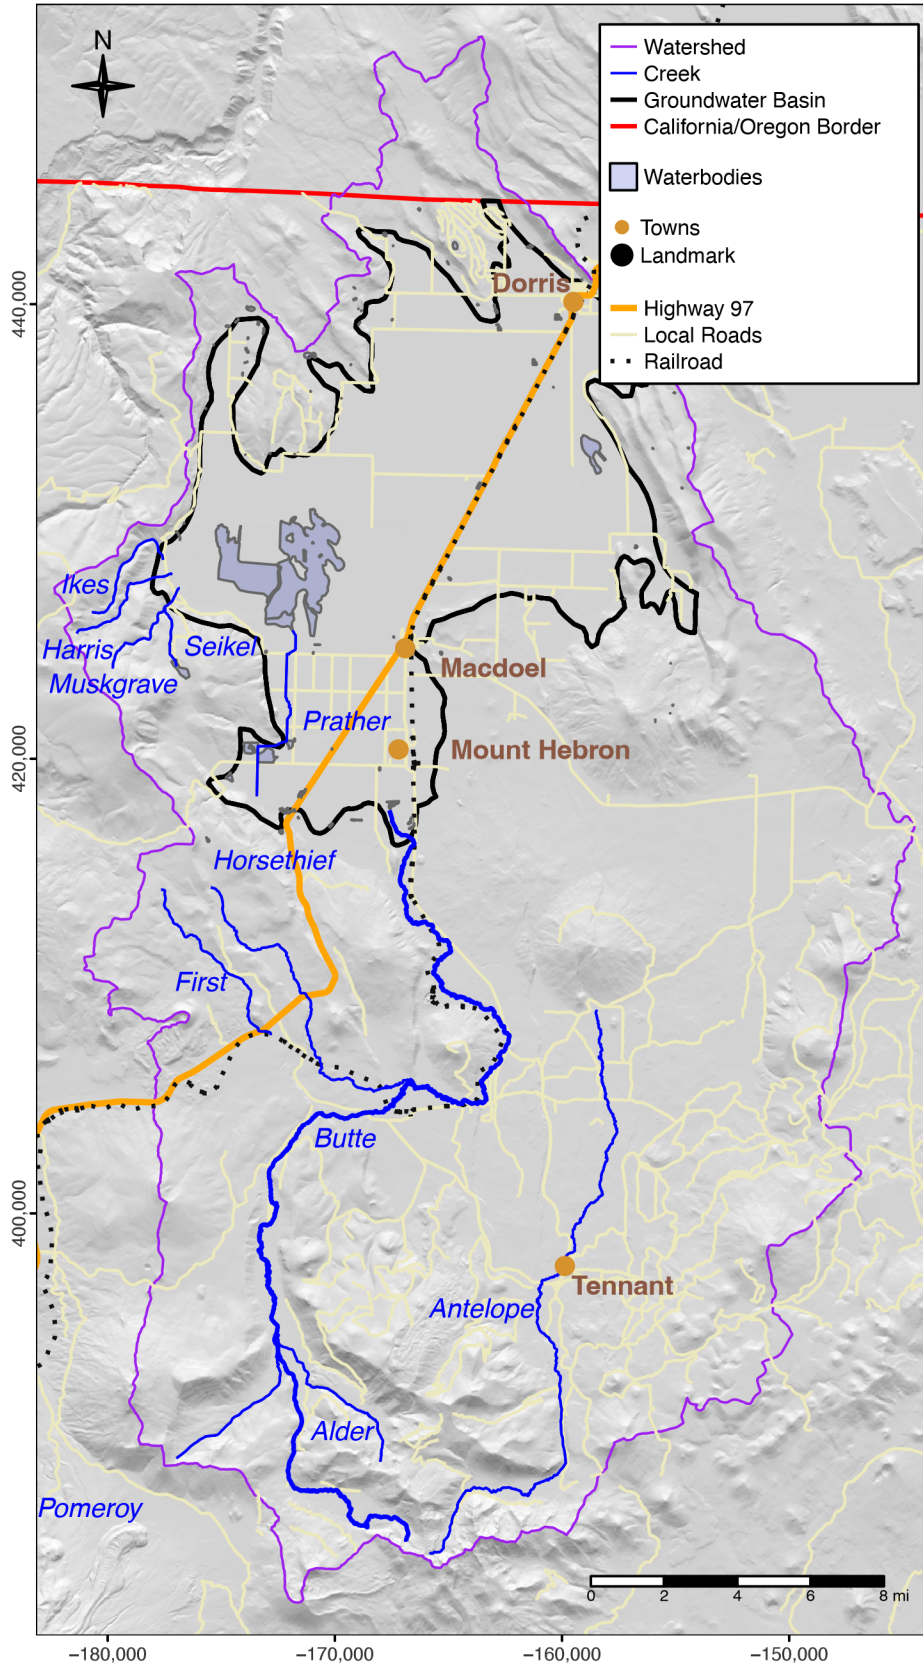 N
Watershed
Creek
Groundwater Basin
California/Oregon Border
Waterbodies
Towns
Landmark
Highway 97
Local Roads
Railroad
Dorris
440,000
Ikes
Harris
Seikel
Muskgrave
Macdoel
Prather
420,000
Mount Hebron
Horsethief
First
Butte
400,000
Tennant
Antelope
Alder
Pomeroy
0 2 4 6 8 mi
−180,000 −170,000 −160,000 −150,000